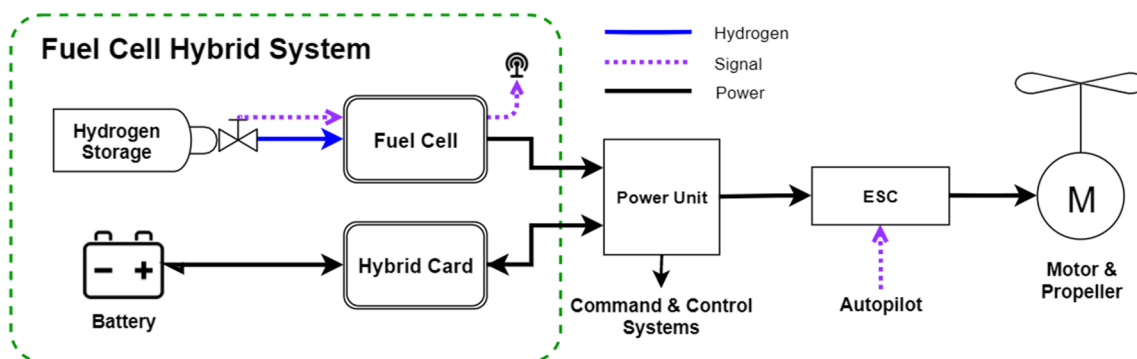 Fuel Cell Hybrid System
Hydrogen
Signal
Power
Hydrogen
Storage
Fuel Cell
Power Unit
ESC
M
Hybrid Card
Battery
Command & Control
Systems
Autopilot
Motor &
Propeller